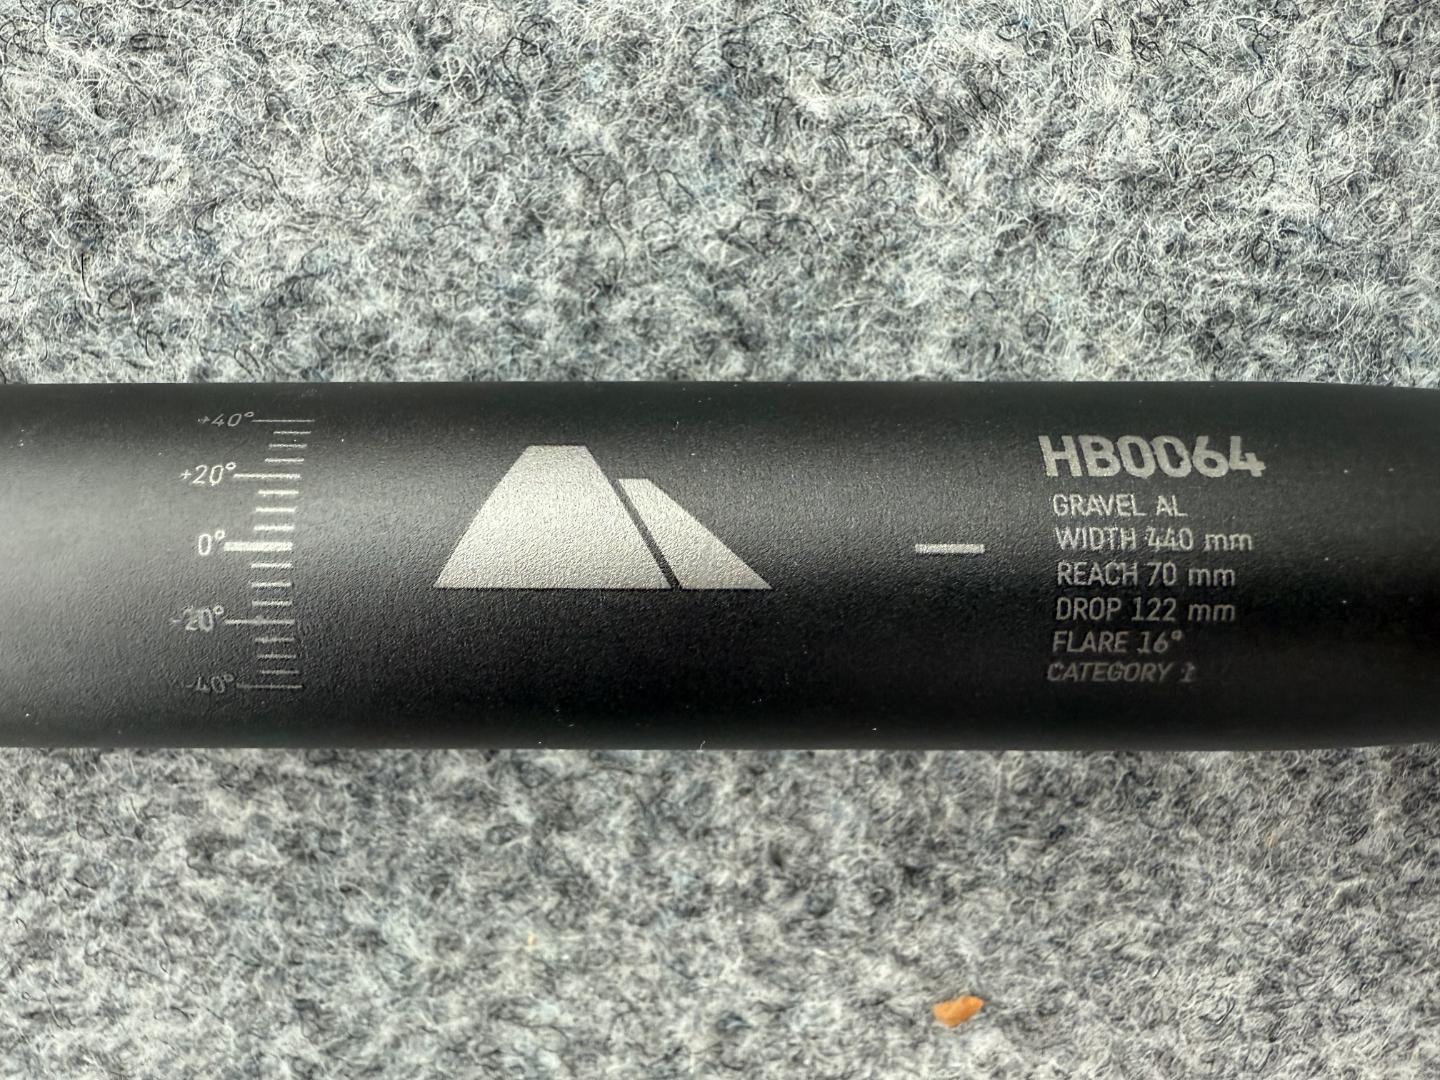 +40°
+20°
0°
-20°
-40°
HB0064
GRAVEL AL
WIDTH 440 mm
REACH 70 mm
DROP 122 mm
FLARE 16°
CATEGORY 1